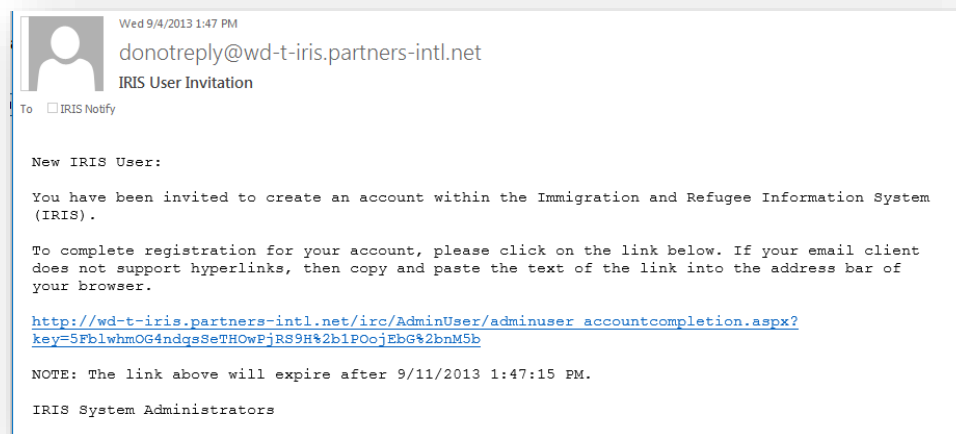 Wed 9/4/2013 1:47 PM
donotreply@wd-t-iris.partners-intl.net
IRIS User Invitation
To IRIS Notify
New IRIS User:
You have been invited to create an account within the Immigration and Refugee Information System
(IRIS).
To complete registration for your account, please click on the link below. If your email client
does not support hyperlinks, then copy and paste the text of the link into the address bar of
your browser.
http://wd-t-iris.partners-intl.net/irc/AdminUser/adminuser_accountcompletion.aspx?
key=5FblwhmOG4ndqsSeTHOwPjRS9H%2b1POojEbG%2bnM5b
NOTE: The link above will expire after 9/11/2013 1:47:15 PM.
IRIS System Administrators